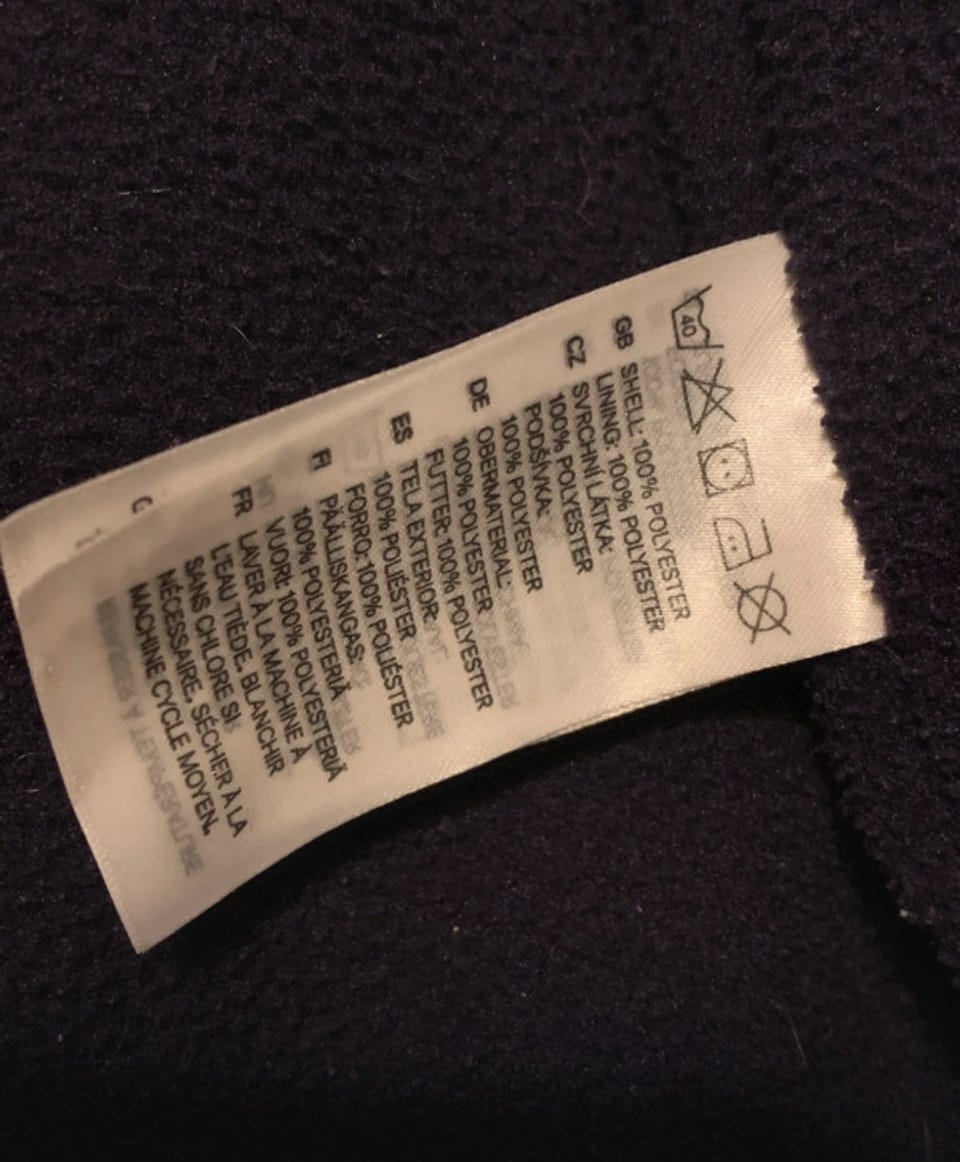 40
GB SHELL: 100% POLYESTER
LINING: 100% POLYESTER
CZ SVRCHNÍ LÁTKA:
100% POLYESTER
PODŠÍVKA:
100% POLYESTER
DE OBERMATERIAL:
100% POLYESTER
FUTTER: 100% POLYESTER
ES TELA EXTERIOR:
100% POLIÉSTER
FORRO: 100% POLIÉSTER
FI PÄÄLLISKANGAS:
100% POLYESTERIÄ
VUORI: 100% POLYESTERIÄ
FR LAVER À LA MACHINE À
L'EAU TIÈDE. BLANCHIR
SANS CHLORE SI
NÉCESSAIRE. SÉCHER À LA
MACHINE CYCLE MOYEN.